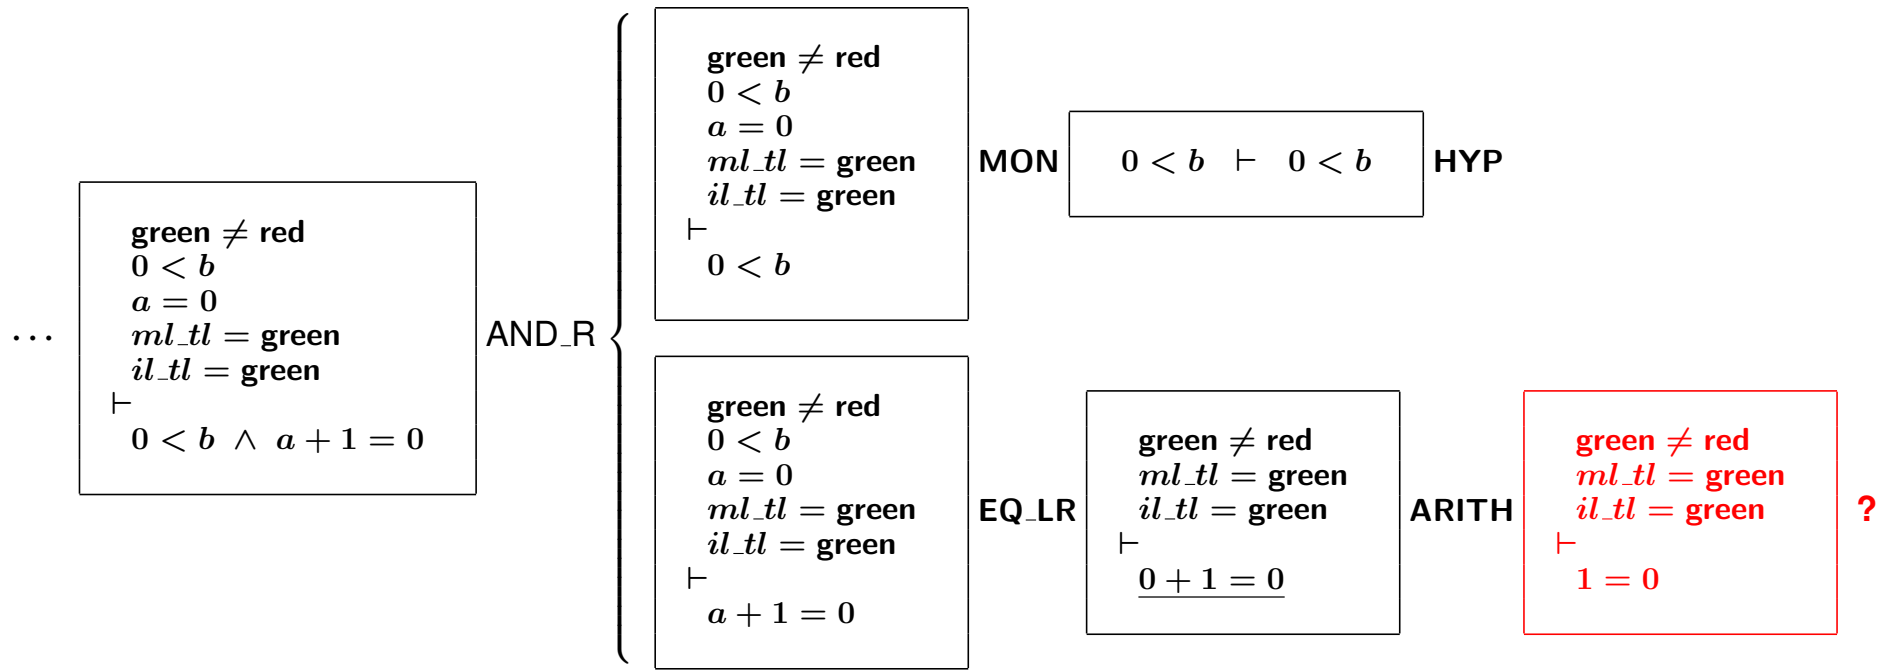 …
green ≠ red
0 < b
a = 0
ml_tl = green
il_tl = green
⊢
0 < b ∧ a + 1 = 0
AND_R
green ≠ red
0 < b
a = 0
ml_tl = green
il_tl = green
⊢
0 < b
MON
0 < b ⊢ 0 < b
HYP
green ≠ red
0 < b
a = 0
ml_tl = green
il_tl = green
⊢
a + 1 = 0
EQ_LR
green ≠ red
ml_tl = green
il_tl = green
⊢
0 + 1 = 0
ARITH
green ≠ red
ml_tl = green
il_tl = green
⊢
1 = 0
?